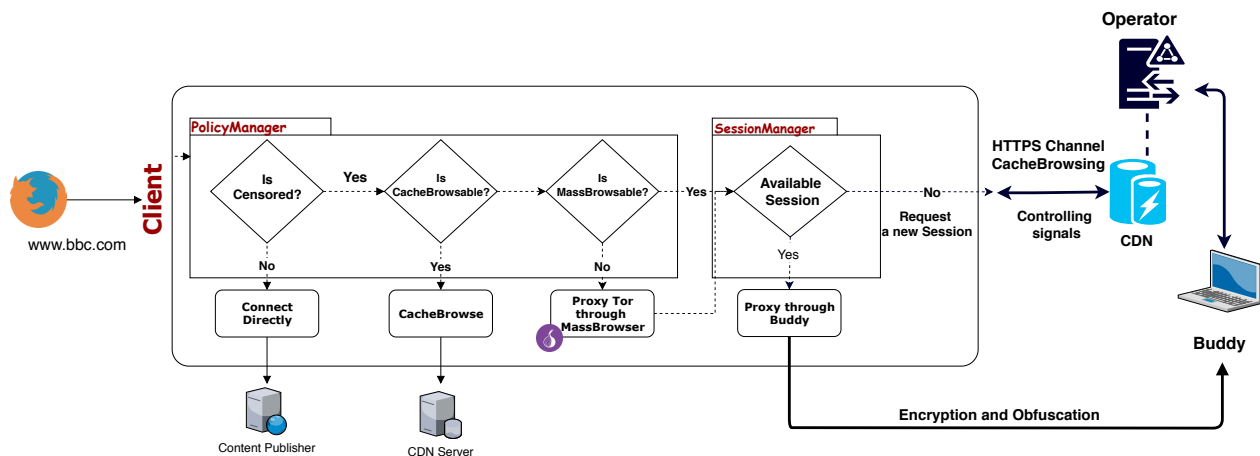 Operator
PolicyManager
SessionManager
Client
www.bbc.com
Is
Censored?
Yes
Is
CacheBrowsable?
Is
MassBrowsable?
Yes
Available
Session
No
Request
a new Session
HTTPS Channel
CacheBrowsing
Controlling
signals
CDN
No
Yes
No
Yes
Connect
Directly
CacheBrowse
Proxy Tor
through
MassBrowser
Proxy through
Buddy
Buddy
Encryption and Obfuscation
Content Publisher
CDN Server